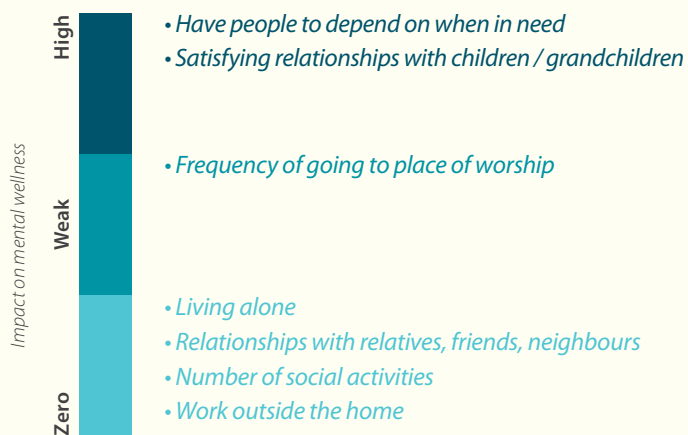 High
• Have people to depend on when in need
• Satisfying relationships with children / grandchildren
Impact on mental wellness
Weak
• Frequency of going to place of worship
Zero
• Living alone
• Relationships with relatives, friends, neighbours
• Number of social activities
• Work outside the home